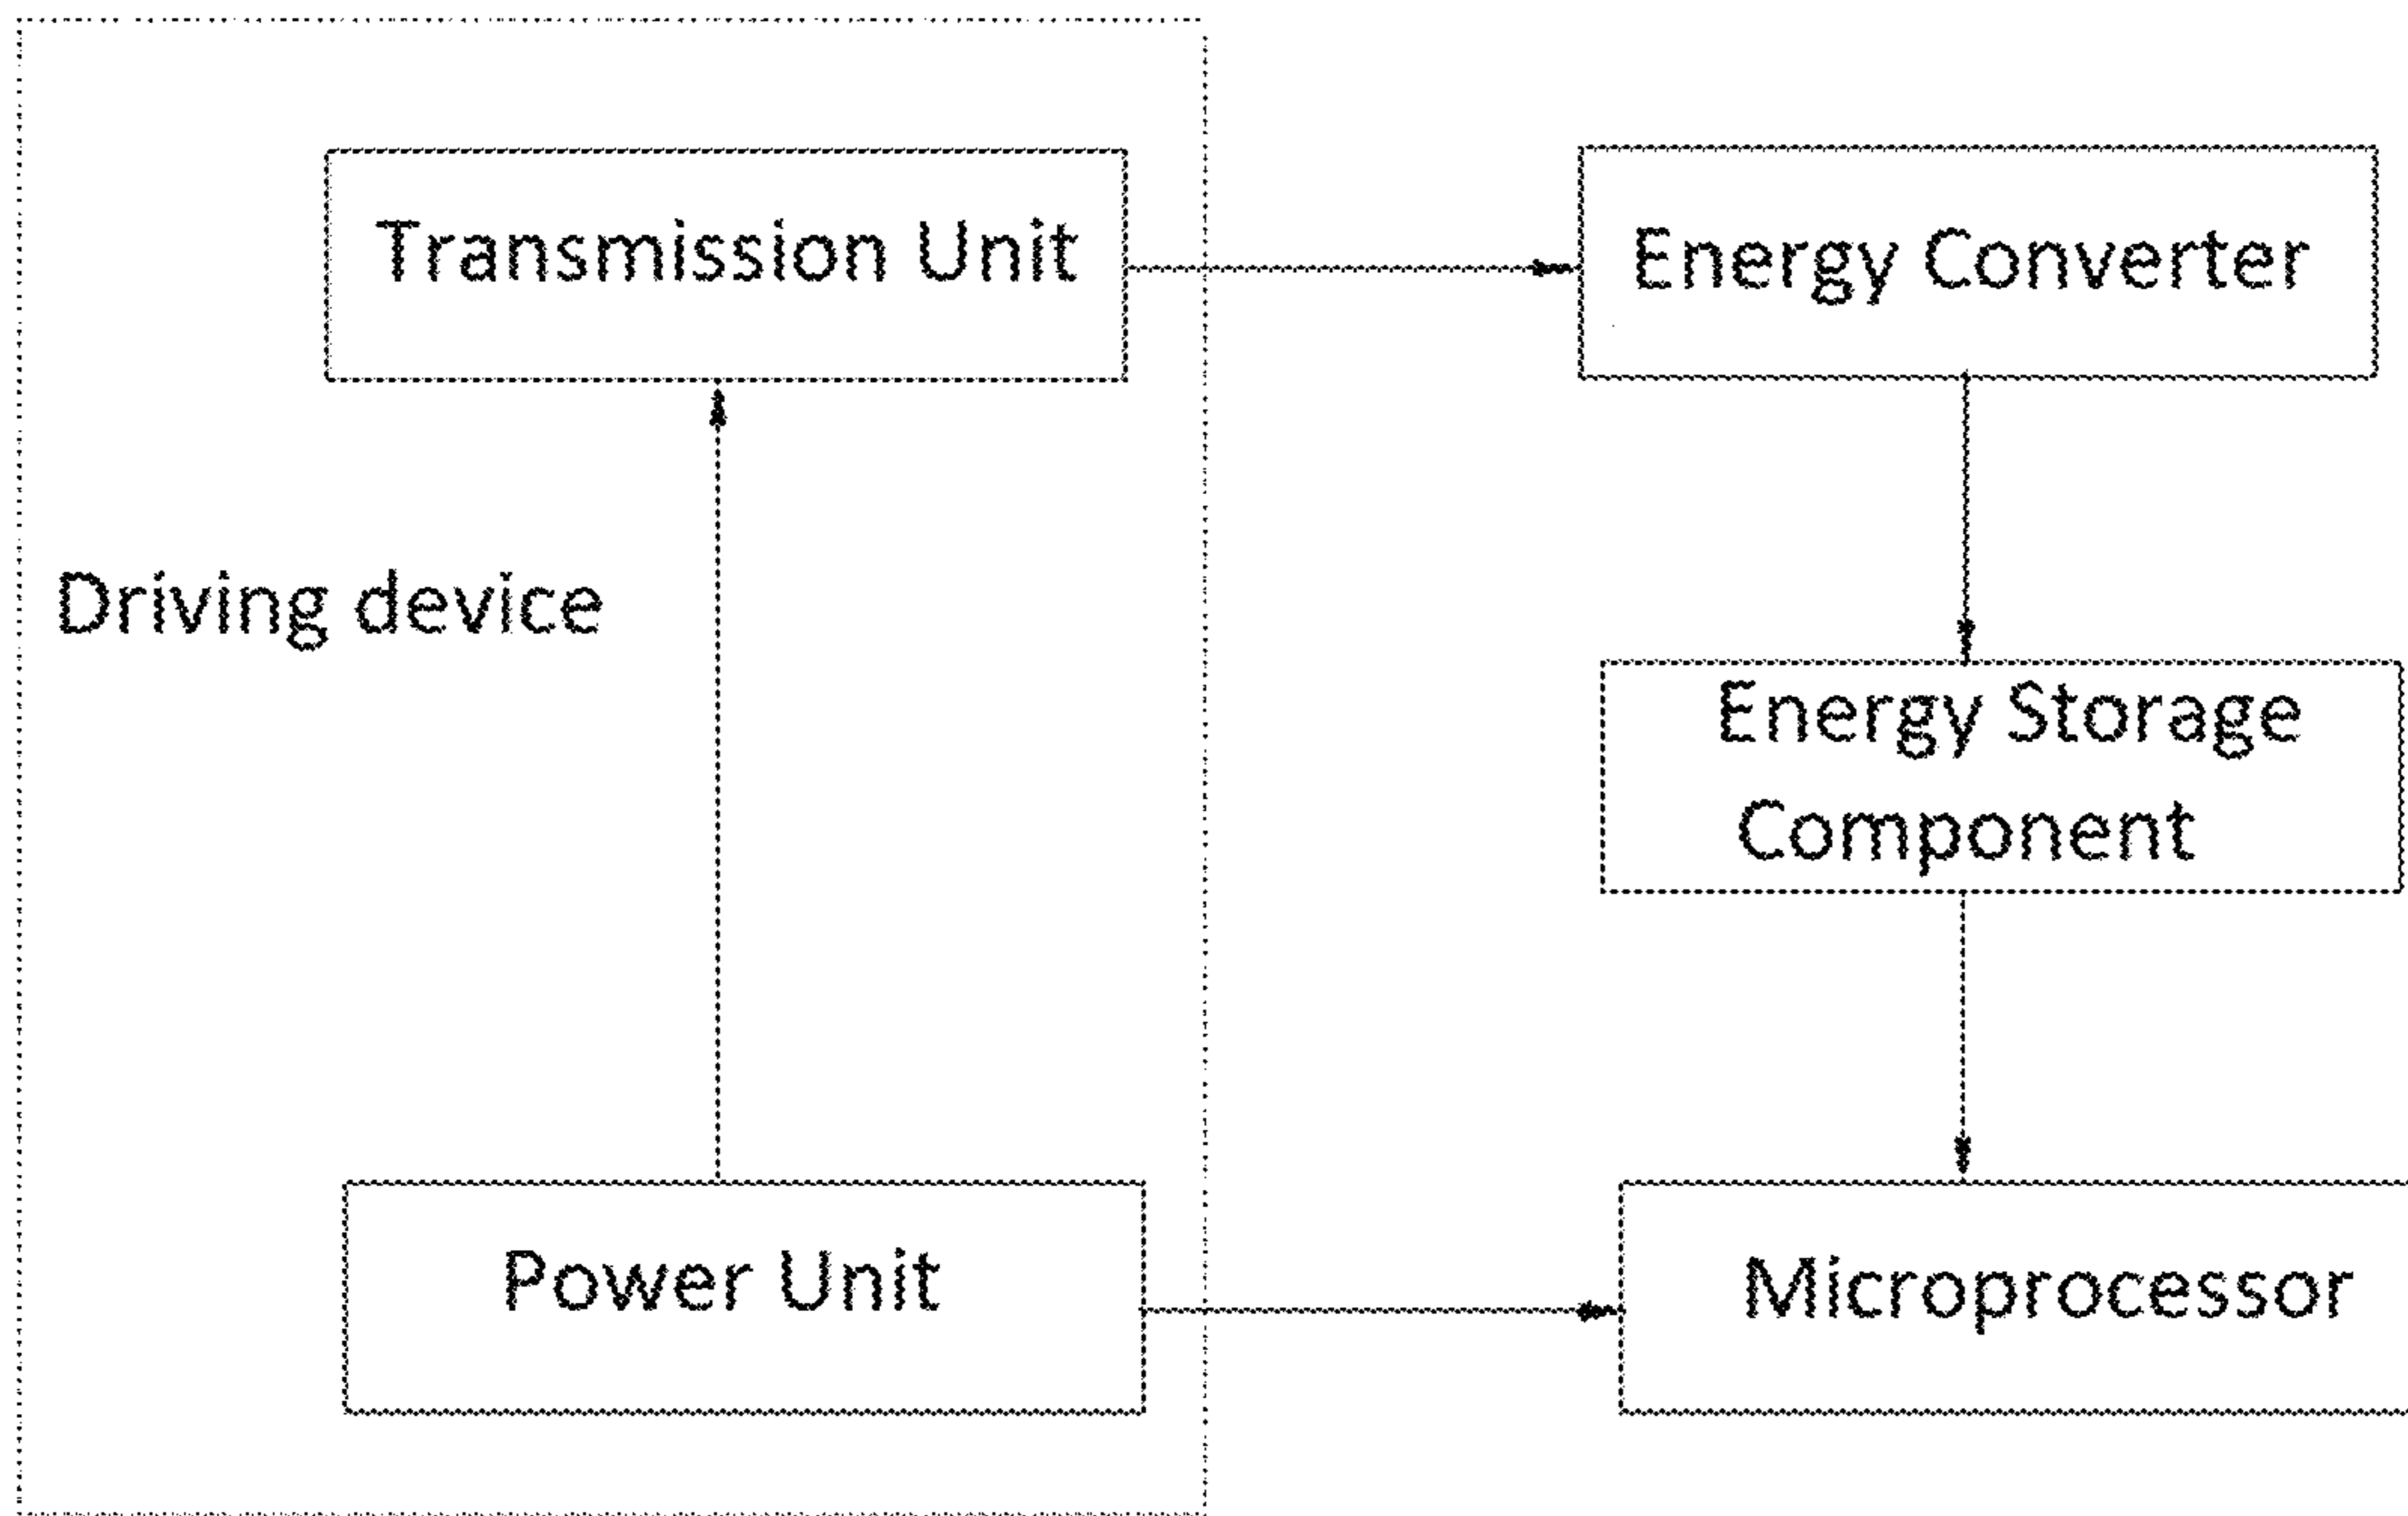 Transmission Unit
Energy Converter
Driving device
Energy Storage
Component
Power Unit
Microprocessor